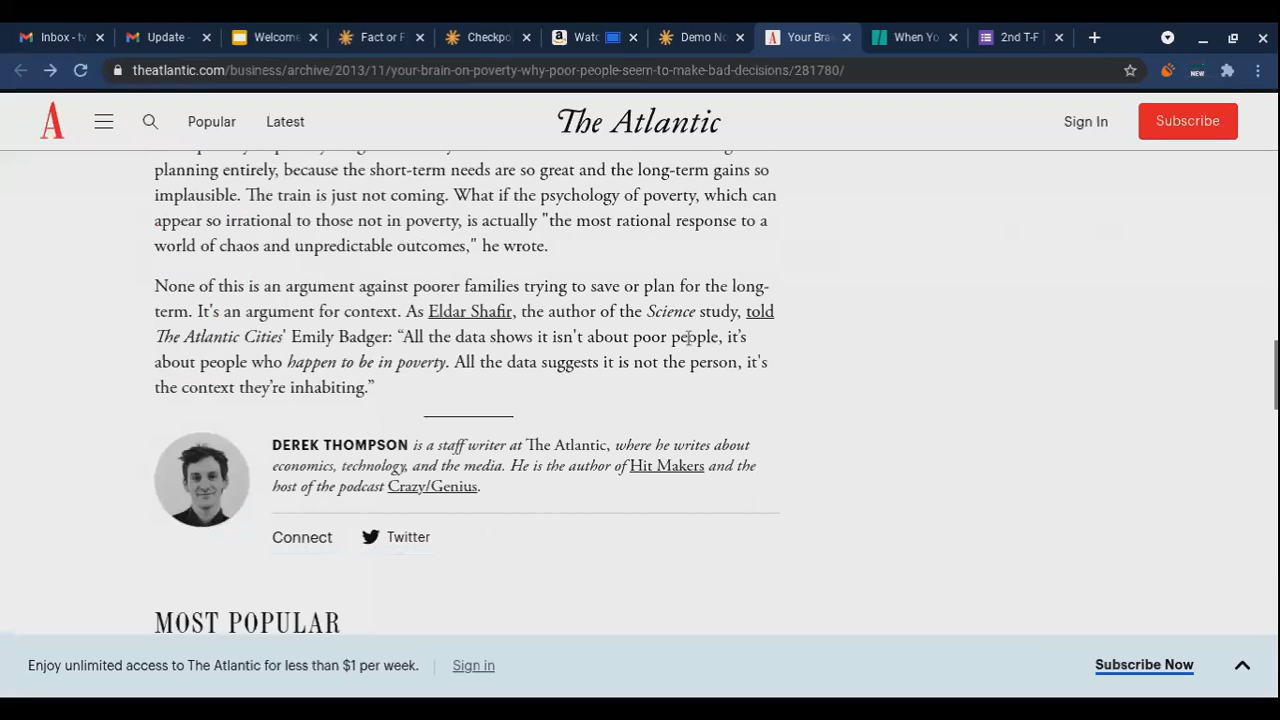 Inbox - tv
Update -
Welcome
Fact or F
Checkpo
Watc
Demo No
Your Bra
When Yo
2nd T-F
theatlantic.com/business/archive/2013/11/your-brain-on-poverty-why-poor-people-seem-to-make-bad-decisions/281780/
NEW
Popular
Latest
The Atlantic
Sign In
Subscribe
planning entirely, because the short-term needs are so great and the long-term gains so
implausible. The train is just not coming. What if the psychology of poverty, which can
appear so irrational to those not in poverty, is actually "the most rational response to a
world of chaos and unpredictable outcomes," he wrote.
None of this is an argument against poorer families trying to save or plan for the long-
term. It's an argument for context. As Eldar Shafir, the author of the Science study, told
The Atlantic Cities' Emily Badger: “All the data shows it isn't about poor people, it’s
about people who happen to be in poverty. All the data suggests it is not the person, it's
the context they’re inhabiting.”
DEREK THOMPSON is a staff writer at The Atlantic, where he writes about
economics, technology, and the media. He is the author of Hit Makers and the
host of the podcast Crazy/Genius.
Connect
Twitter
MOST POPULAR
Enjoy unlimited access to The Atlantic for less than $1 per week.
Sign in
Subscribe Now